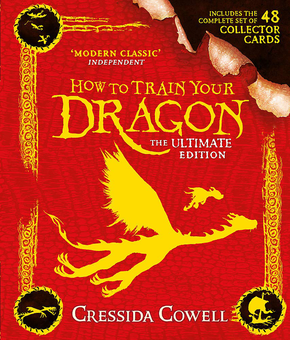 INCLUDES THE
COMPLETE SET OF 48
COLLECTOR
CARDS
'MODERN CLASSIC'
INDEPENDENT
HOW TO TRAIN YOUR
DRAGON
THE ULTIMATE
EDITION
CRESSIDA COWELL